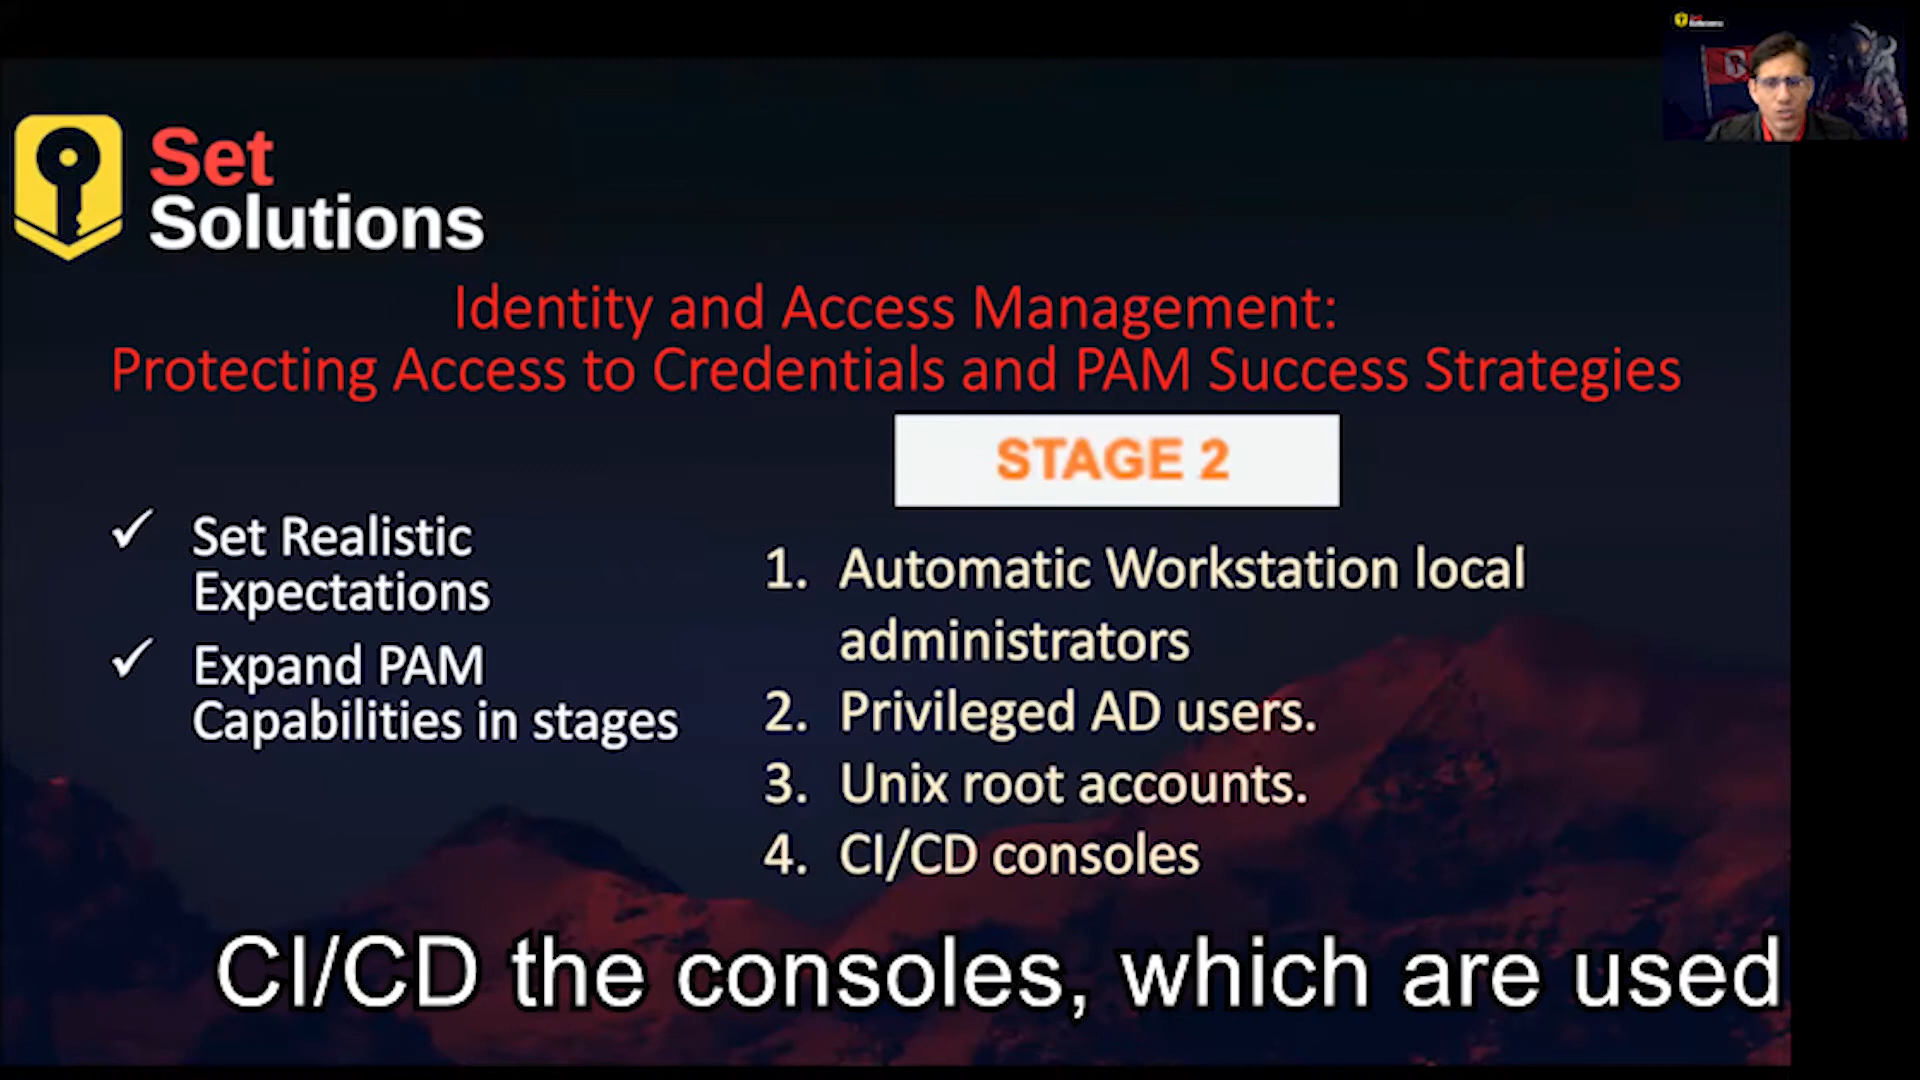 Set
Solutions
Identity and Access Management:
Protecting Access to Credentials and PAM Success Strategies
STAGE 2
✓ Set Realistic
Expectations
✓ Expand PAM
Capabilities in stages
1. Automatic Workstation local
administrators
2. Privileged AD users.
3. Unix root accounts.
4. CI/CD consoles
CI/CD the consoles, which are used